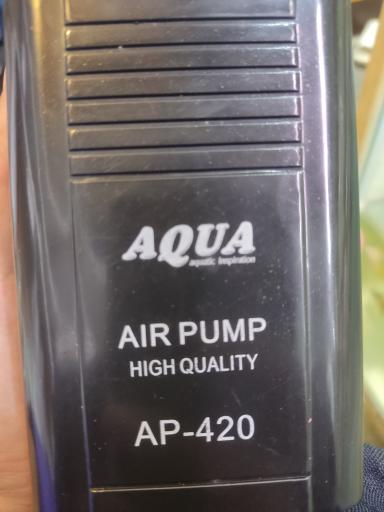 AQUA
aquatic Inspiration
AIR PUMP
HIGH QUALITY
AP-420